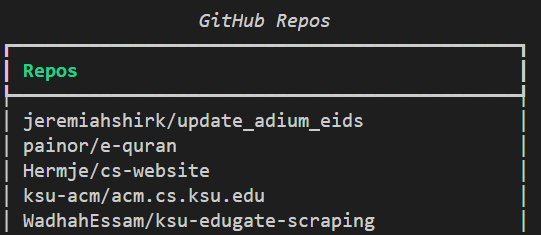 GitHub Repos
Repos
jeremiahshirk/update_adium_eids
painor/e-quran
Hermje/cs-website
ksu-acm/acm.cs.ksu.edu
WadhahEssam/ksu-edugate-scraping